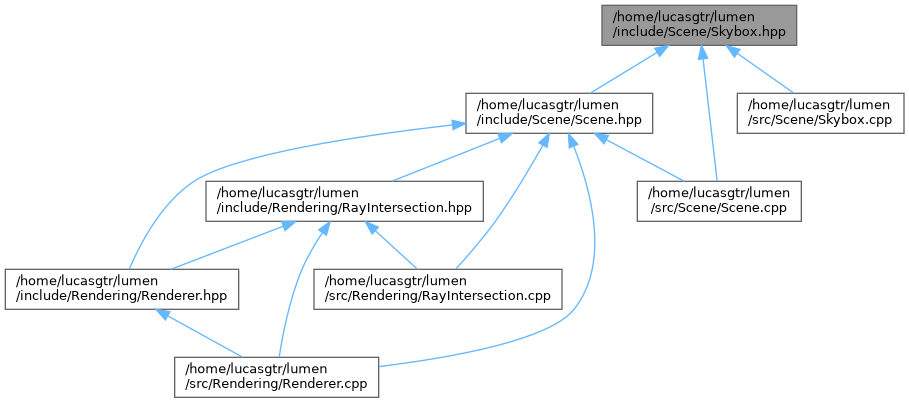 /home/lucasgtr/lumen
/include/Scene/Skybox.hpp
/home/lucasgtr/lumen
/include/Scene/Scene.hpp
/home/lucasgtr/lumen
/src/Scene/Skybox.cpp
/home/lucasgtr/lumen
/include/Rendering/RayIntersection.hpp
/home/lucasgtr/lumen
/src/Scene/Scene.cpp
/home/lucasgtr/lumen
/include/Rendering/Renderer.hpp
/home/lucasgtr/lumen
/src/Rendering/RayIntersection.cpp
/home/lucasgtr/lumen
/src/Rendering/Renderer.cpp